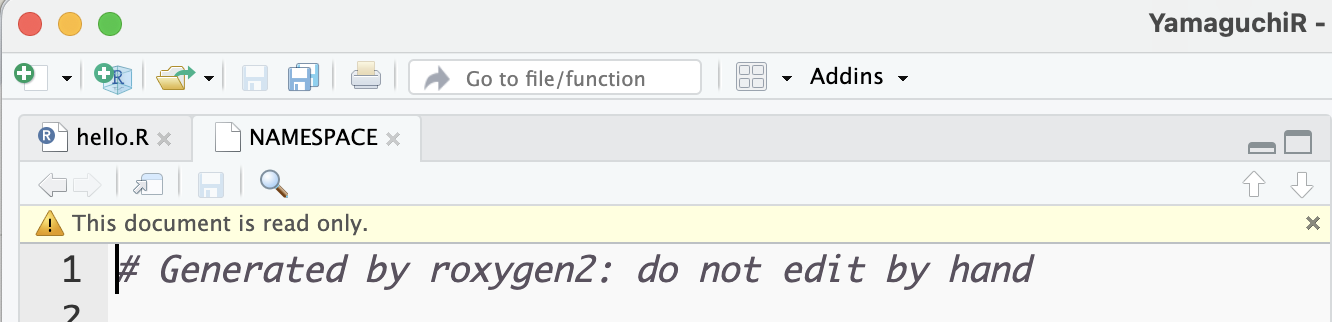 YamaguchiR -
Go to file/function
Addins
hello.R
NAMESPACE
This document is read only.
1
# Generated by roxygen2: do not edit by hand
2